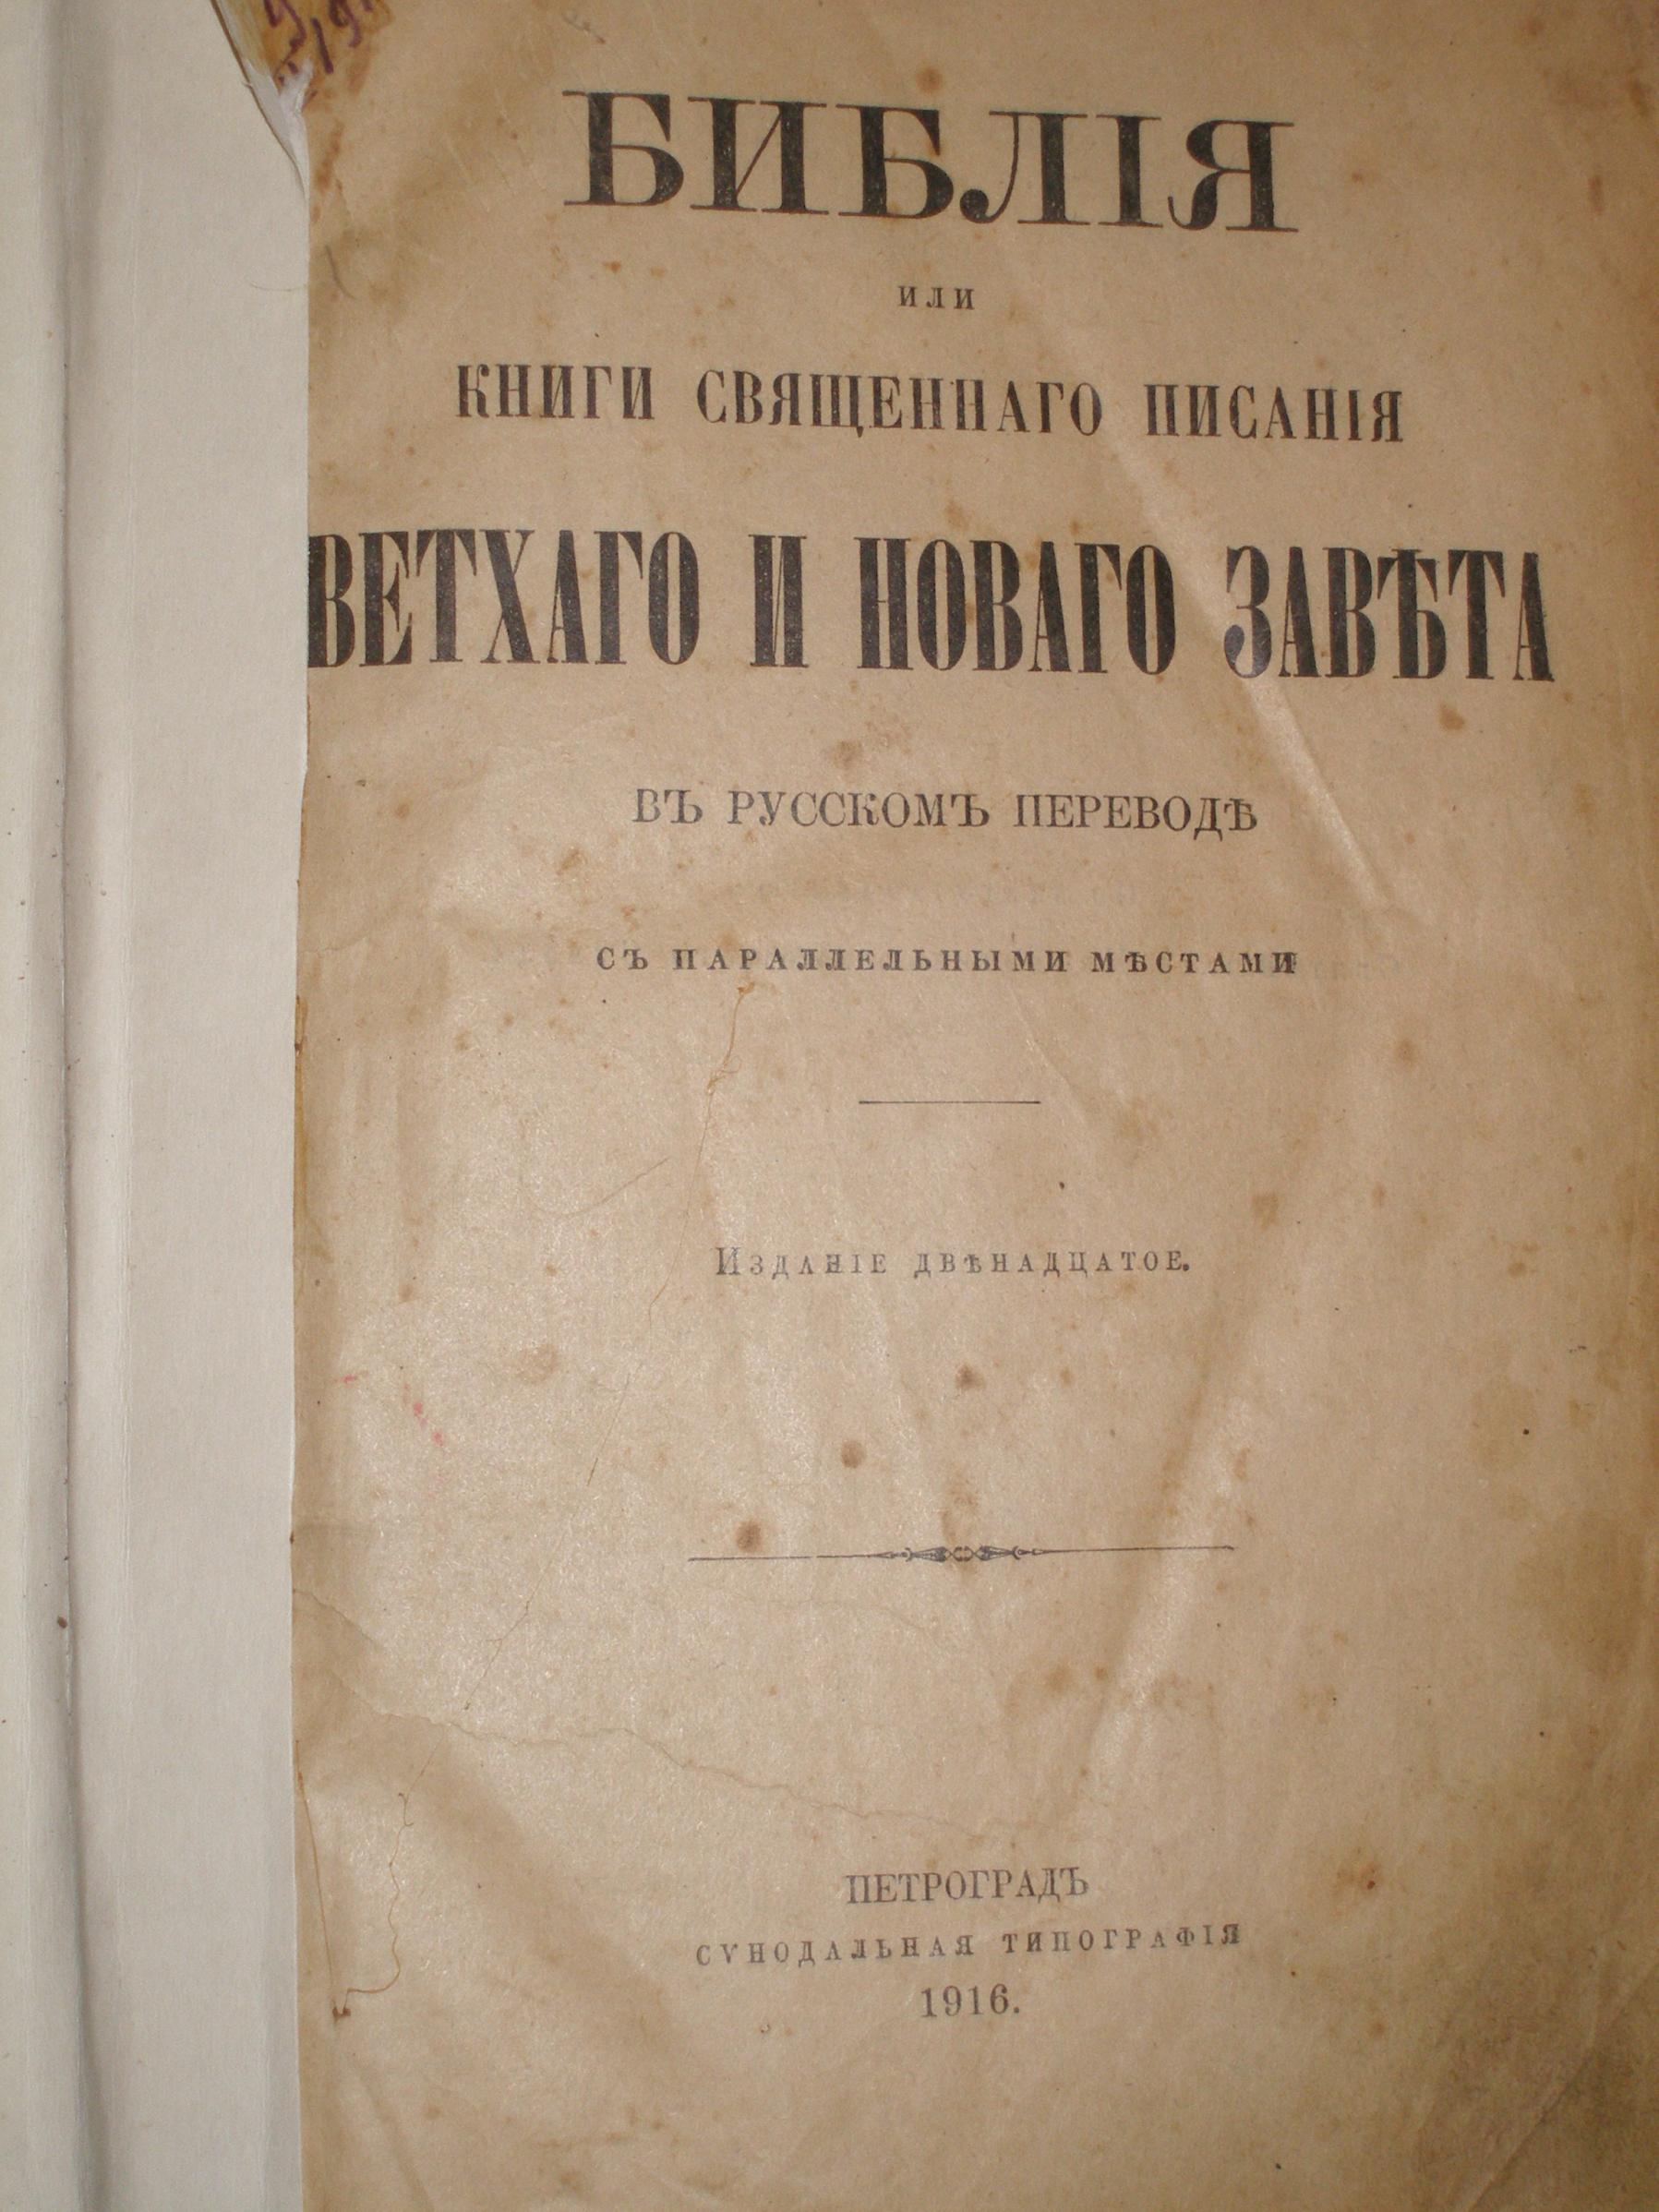 БИБЛІЯ
ИЛИ
КНИГИ СВЯЩЕННАГО ПИСАНІЯ
ВЕТХАГО И НОВАГО ЗАВѢТА
ВЪ РУССКОМЪ ПЕРЕВОДѢ
СЪ ПАРАЛЛЕЛЬНЫМИ МѢСТАМИ
ИЗДАНІЕ ДВѢНАДЦАТОЕ.
ПЕТРОГРАДЪ
СѴНОДАЛЬНАЯ ТИПОГРАФІЯ
1916.